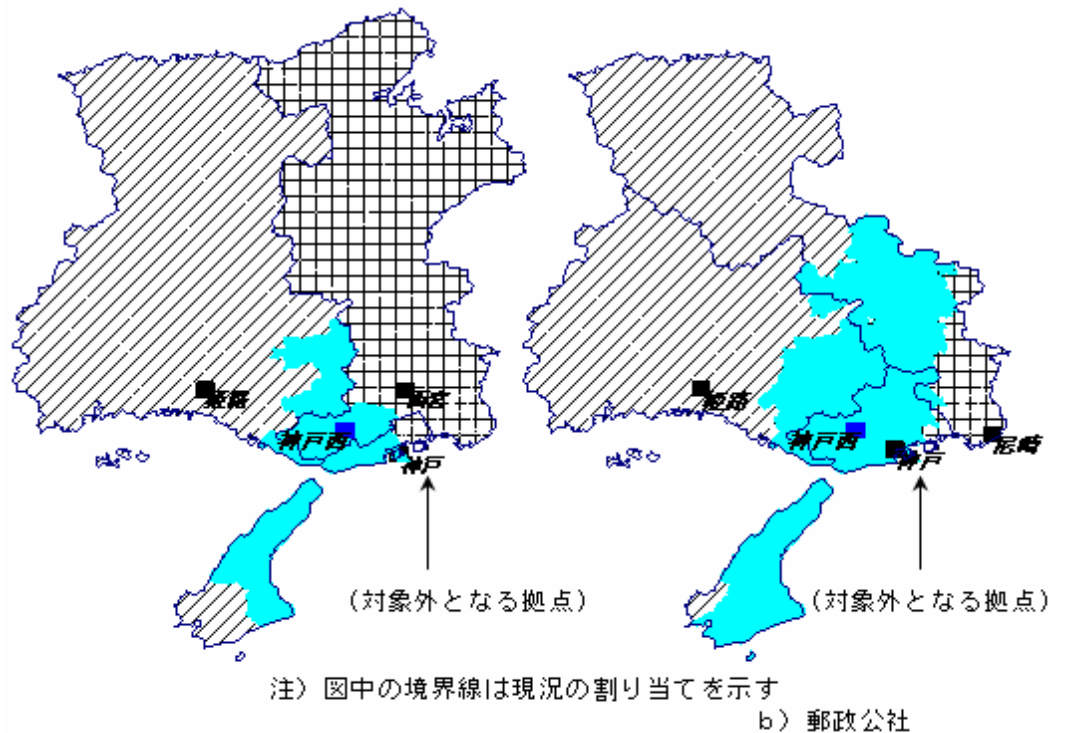 姫路
西宮
神戸西
神戸
(対象外となる拠点)
姫路
神戸西
神戸
尼崎
(対象外となる拠点)
注) 図中の境界線は現況の割り当てを示す
b) 郵政公社